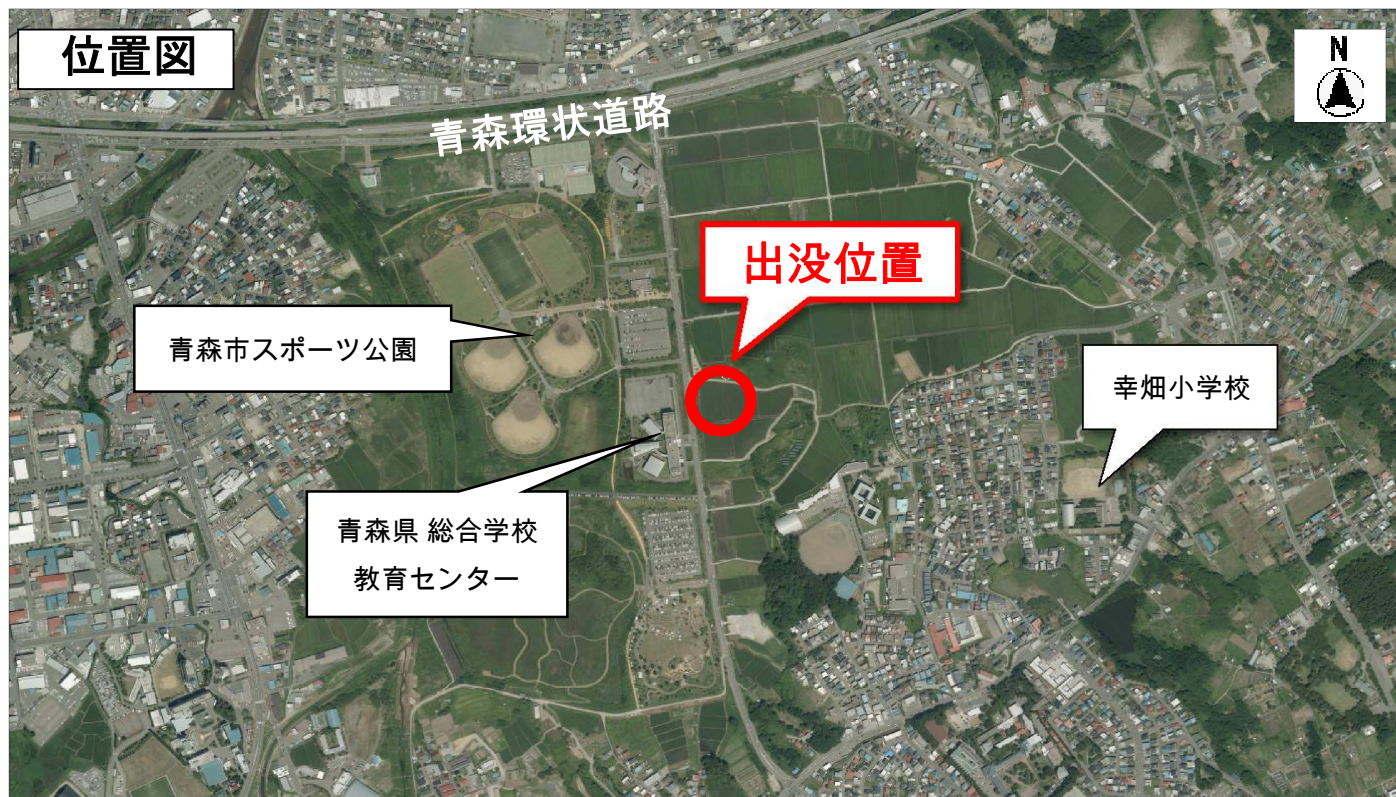 位置図
N
青森環状道路
出没位置
青森市スポーツ公園
幸畑小学校
青森県 総合学校
教育センター